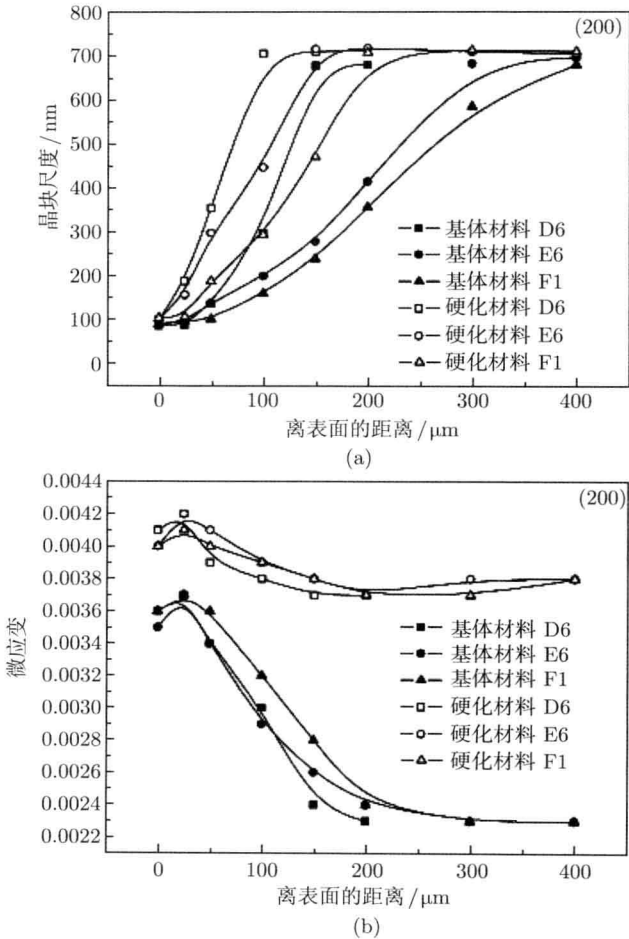 (200)
800
700
600
500
400
300
200
100
0
晶块尺度/nm
基体材料 D6
基体材料 E6
基体材料 F1
硬化材料 D6
硬化材料 E6
硬化材料 F1
0 100 200 300 400
离表面的距离/μm
(a)
(200)
0.0044
0.0042
0.0040
0.0038
0.0036
0.0034
0.0032
0.0030
0.0028
0.0026
0.0024
0.0022
微应变
基体材料 D6
基体材料 E6
基体材料 F1
硬化材料 D6
硬化材料 E6
硬化材料 F1
0 100 200 300 400
离表面的距离/μm
(b)